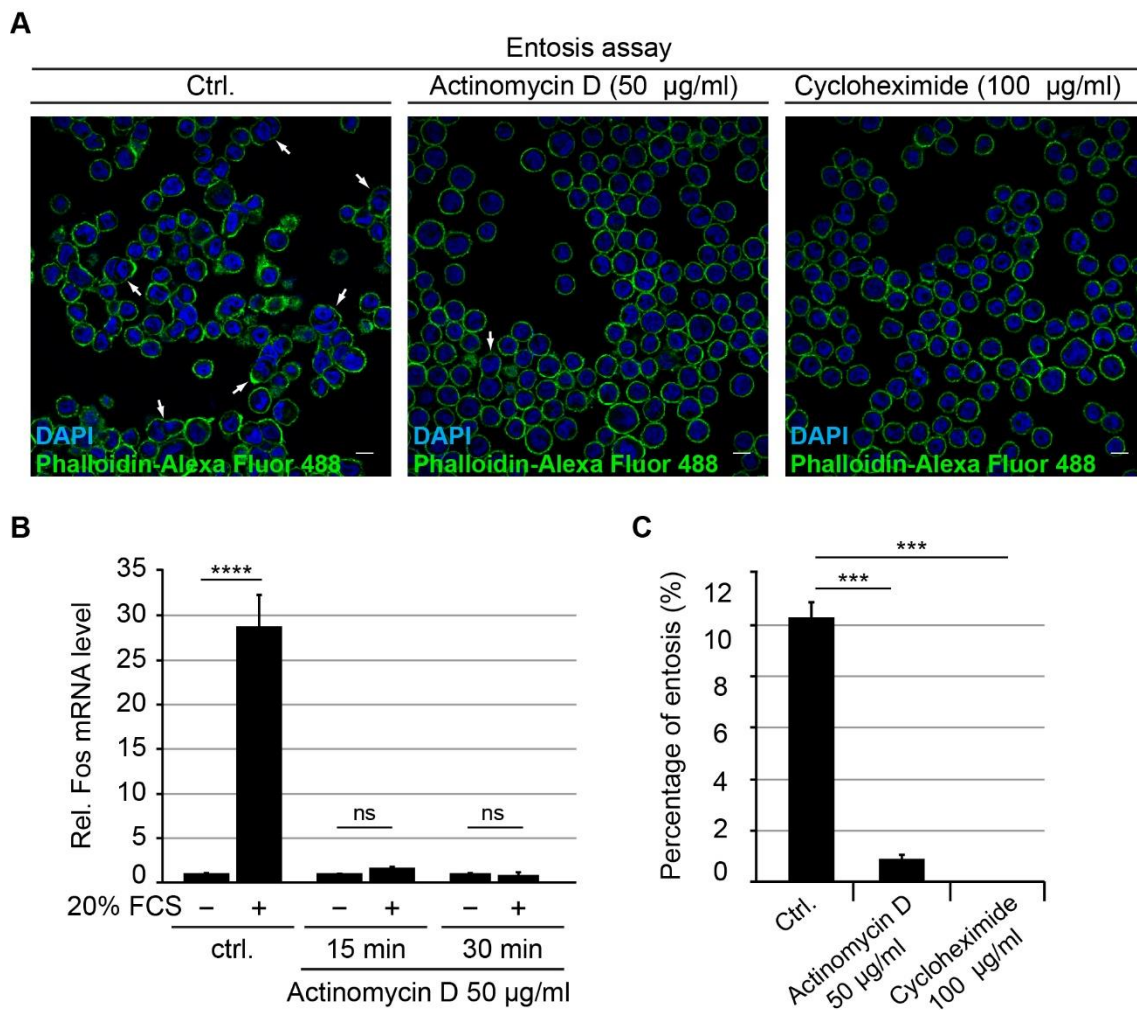 A
Entosis assay
Ctrl.
Actinomycin D (50 µg/ml)
Cycloheximide (100 µg/ml)
DAPI
Phalloidin-Alexa Fluor 488
DAPI
Phalloidin-Alexa Fluor 488
DAPI
Phalloidin-Alexa Fluor 488
B
Rel. Fos mRNA level
35
30
25
20
15
10
5
0
****
ns
ns
20% FCS – + – + – +
ctrl. 15 min 30 min
Actinomycin D 50 µg/ml
C
Percentage of entosis (%)
12
10
8
6
4
2
0
***
***
Ctrl.
Actinomycin D
50 µg/ml
Cycloheximide
100 µg/ml